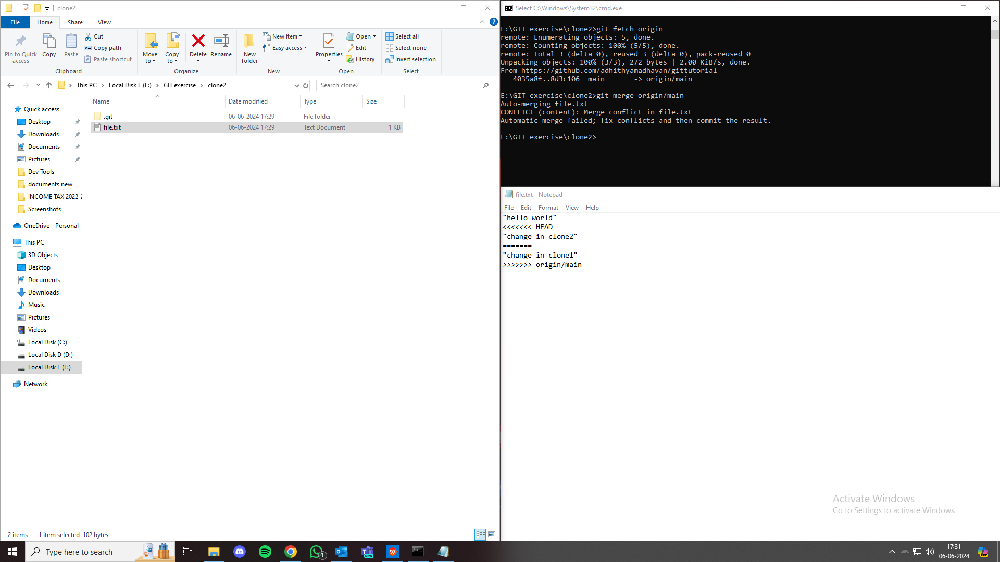 clone2
File
Home
Share
View
Pin to Quick access
Copy
Paste
Cut
Copy path
Paste shortcut
Clipboard
Move to
Copy to
Delete
Rename
Organize
New folder
New item
Easy access
New
Properties
Open
Edit
History
Open
Select all
Select none
Invert selection
Select
This PC > Local Disk E (E:) > GIT exercise > clone2
Search clone2
Name
Date modified
Type
Size
.git
06-06-2024 17:29
File folder
file.txt
06-06-2024 17:29
Text Document
1 KB
Quick access
Desktop
Downloads
Documents
Pictures
Dev Tools
documents new
INCOME TAX 2022-
Screenshots
OneDrive - Personal
This PC
3D Objects
Desktop
Documents
Downloads
Music
Pictures
Videos
Local Disk (C:)
Local Disk D (D:)
Local Disk E (E:)
Network
2 items
1 item selected 102 bytes
Select C:\Windows\System32\cmd.exe
E:\GIT exercise\clone2>git fetch origin
remote: Enumerating objects: 5, done.
remote: Counting objects: 100% (5/5), done.
remote: Total 3 (delta 0), reused 3 (delta 0), pack-reused 0
Unpacking objects: 100% (3/3), 272 bytes | 2.00 KiB/s, done.
From https://github.com/adhithyamadhavan/gittutorial
4035a8f..8d3c106  main       -> origin/main
E:\GIT exercise\clone2>git merge origin/main
Auto-merging file.txt
CONFLICT (content): Merge conflict in file.txt
Automatic merge failed; fix conflicts and then commit the result.
E:\GIT exercise\clone2>
file.txt - Notepad
File
Edit
Format
View
Help
"hello world"
<<<<<<< HEAD
"change in clone2"
=======
"change in clone1"
>>>>>>> origin/main
Activate Windows
Go to Settings to activate Windows.
Type here to search
1
NEW
17:31
06-06-2024
PRE